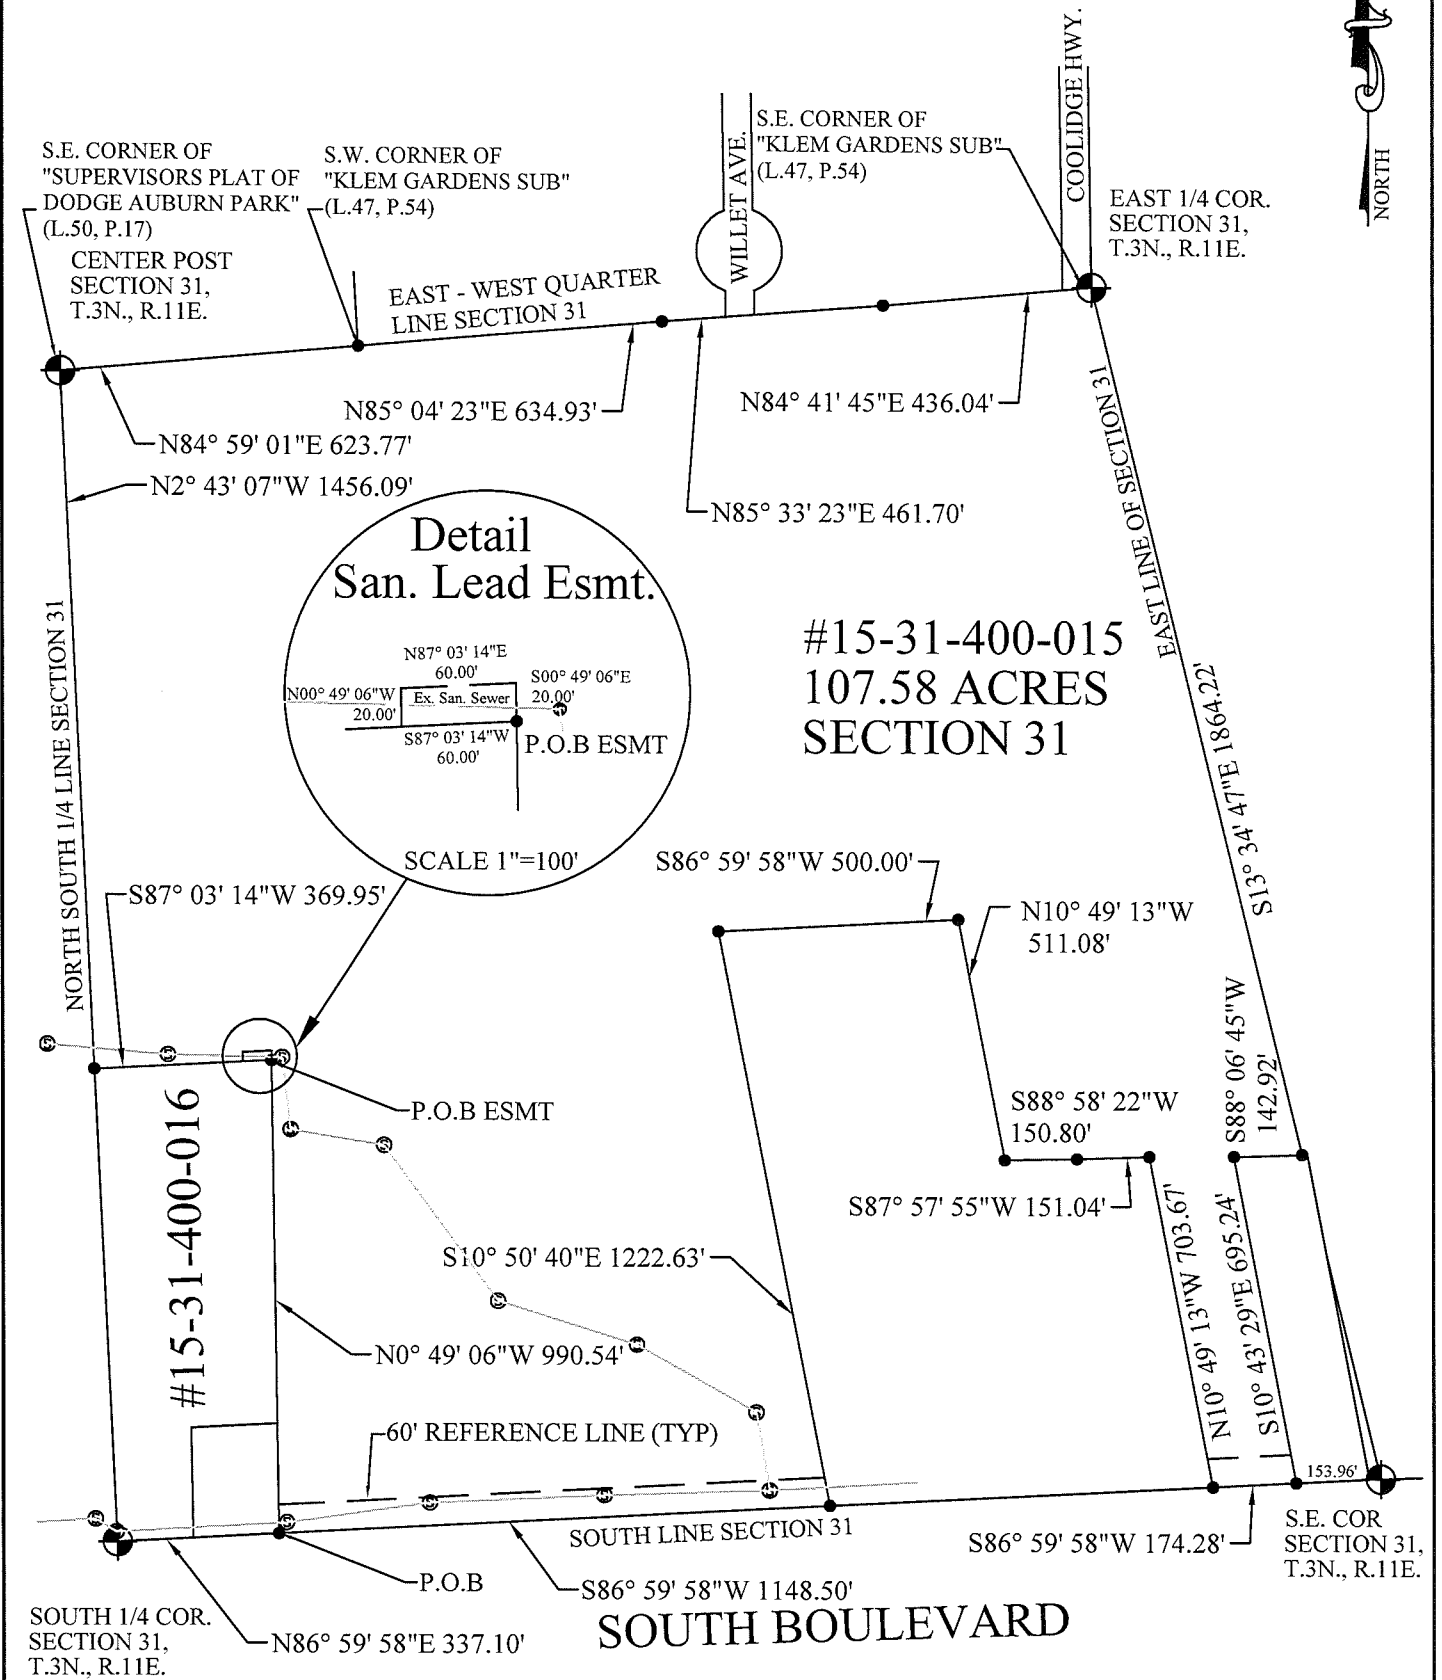 COOLIDGE HWY.
NORTH
S.E. CORNER OF
"SUPERVISORS PLAT OF
DODGE AUBURN PARK"
(L.50, P.17)
CENTER POST
SECTION 31,
T.3N., R.11E.
S.W. CORNER OF
"KLEM GARDENS SUB"
(L.47, P.54)
WILLET AVE.
S.E. CORNER OF
"KLEM GARDENS SUB"
(L.47, P.54)
EAST 1/4 COR.
SECTION 31,
T.3N., R.11E.
EAST - WEST QUARTER
LINE SECTION 31
N85° 04' 23"E 634.93'
N84° 41' 45"E 436.04'
N84° 59' 01"E 623.77'
N2° 43' 07"W 1456.09'
N85° 33' 23"E 461.70'
EAST LINE OF SECTION 31
S13° 34' 47"E 1864.22'
NORTH SOUTH 1/4 LINE SECTION 31
Detail
San. Lead Esmt.
N87° 03' 14"E
60.00'
S00° 49' 06"E
20.00'
N00° 49' 06"W
20.00'
Ex. San. Sewer
S87° 03' 14"W
60.00'
P.O.B ESMT
SCALE 1"=100'
#15-31-400-015
107.58 ACRES
SECTION 31
S86° 59' 58"W 500.00'
S87° 03' 14"W 369.95'
N10° 49' 13"W
511.08'
S88° 06' 45"W
142.92'
P.O.B ESMT
#15-31-400-016
S88° 58' 22"W
150.80'
S87° 57' 55"W 151.04'
S10° 50' 40"E 1222.63'
N10° 49' 13"W 703.67'
S10° 43' 29"E 695.24'
N0° 49' 06"W 990.54'
60' REFERENCE LINE (TYP)
153.96'
SOUTH LINE SECTION 31
S86° 59' 58"W 174.28'
S.E. COR
SECTION 31,
T.3N., R.11E.
P.O.B
S86° 59' 58"W 1148.50'
SOUTH BOULEVARD
SOUTH 1/4 COR.
SECTION 31,
T.3N., R.11E.
N86° 59' 58"E 337.10'